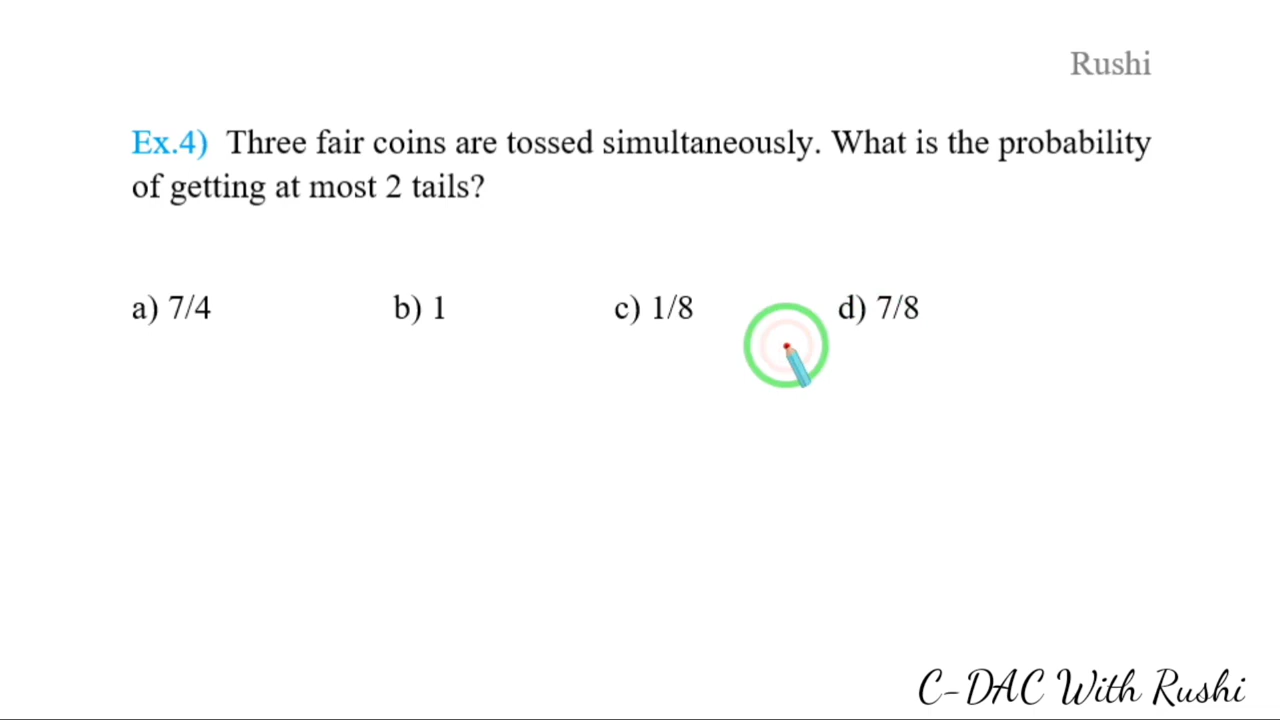 Rushi
Ex.4) Three fair coins are tossed simultaneously. What is the probability
of getting at most 2 tails?
a) 7/4 b) 1 c) 1/8 d) 7/8
C-DAC With Rushi